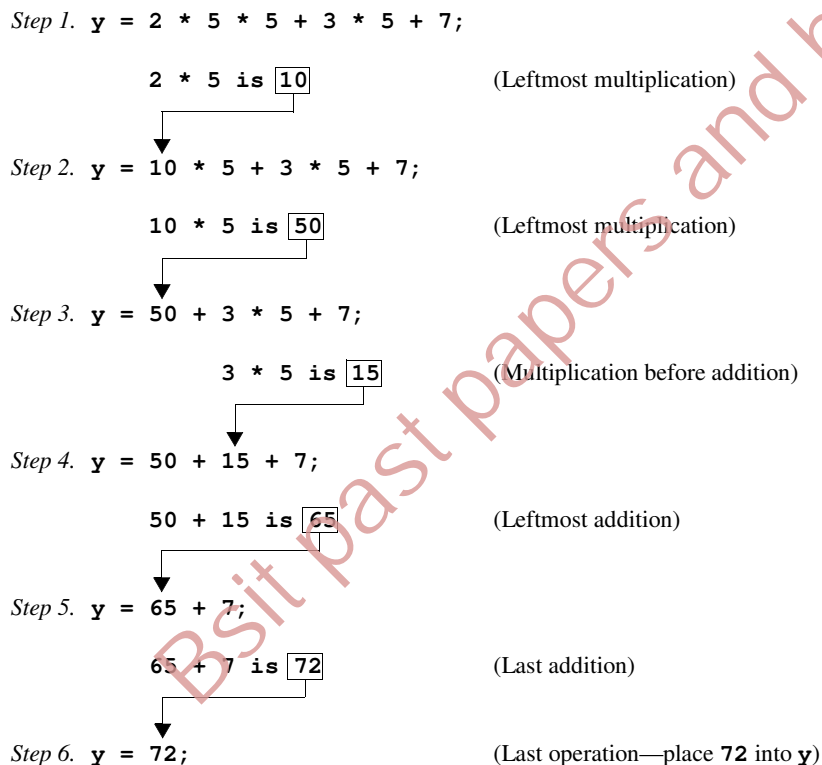 Step 1. y = 2 * 5 * 5 + 3 * 5 + 7;
2 * 5 is 10 (Leftmost multiplication)
Step 2. y = 10 * 5 + 3 * 5 + 7;
10 * 5 is 50 (Leftmost multiplication)
Step 3. y = 50 + 3 * 5 + 7;
3 * 5 is 15 (Multiplication before addition)
Step 4. y = 50 + 15 + 7;
50 + 15 is 65 (Leftmost addition)
Step 5. y = 65 + 7;
65 + 7 is 72 (Last addition)
Step 6. y = 72; (Last operation—place 72 into y)
Bsit past papers and